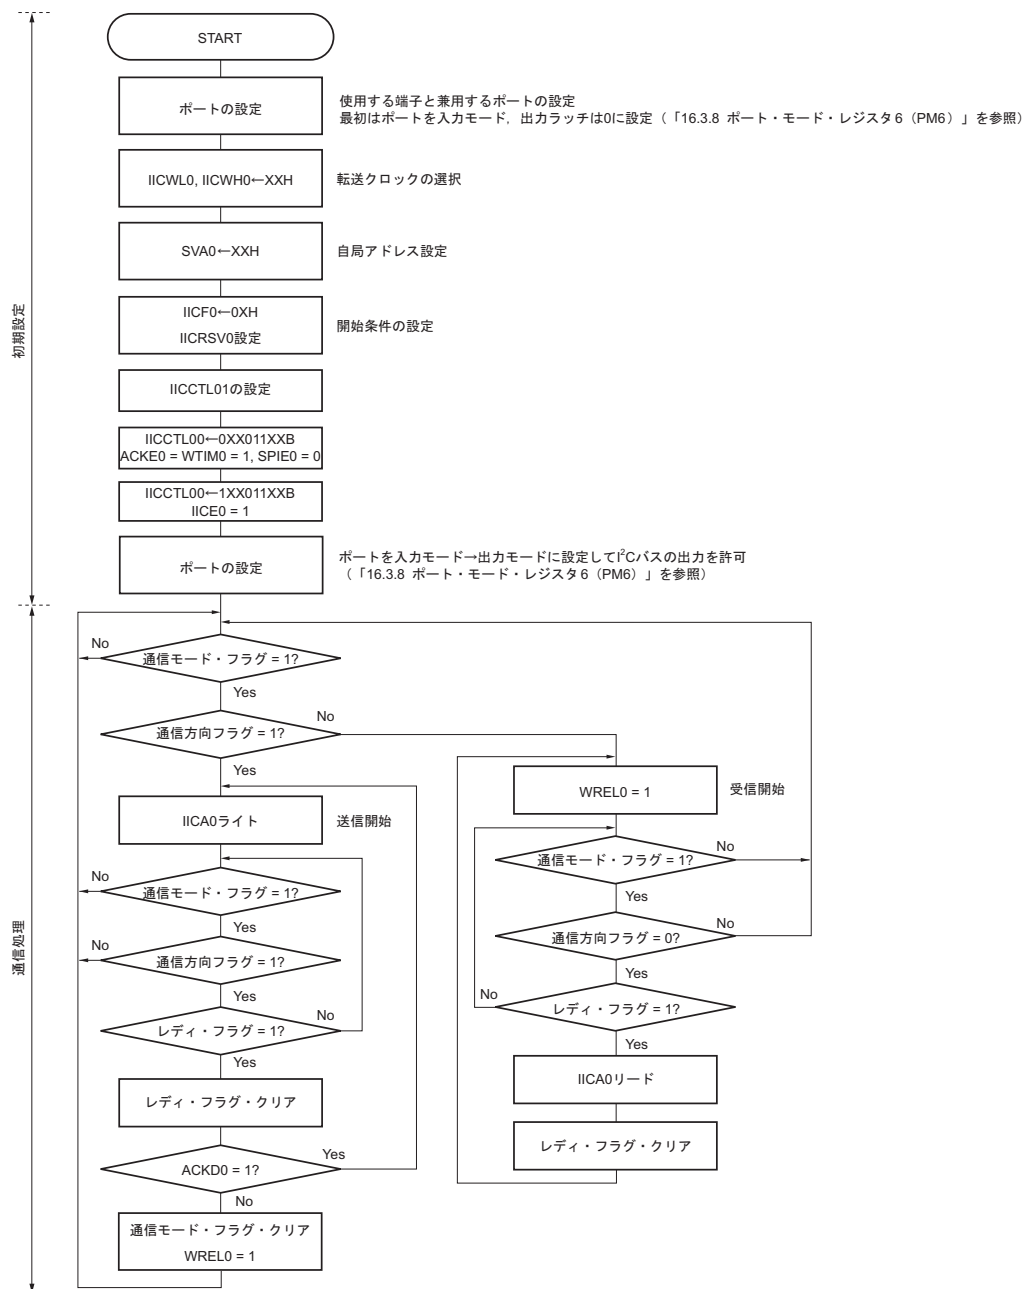 START
ポートの設定
使用する端子と兼用するポートの設定
最初はポートを入力モード，出力ラッチは0に設定（「16.3.8 ポート・モード・レジスタ6（PM6）」を参照）
IICWL0, IICWH0←XXH
転送クロックの選択
SVA0←XXH
自局アドレス設定
IICF0←0XH
IICRSV0設定
開始条件の設定
初期設定
IICCTL01の設定
IICCTL00←0XX011XXB
ACKE0 = WTIM0 = 1, SPIE0 = 0
IICCTL00←1XX011XXB
IICE0 = 1
ポートの設定
ポートを入力モード→出力モードに設定してI²Cバスの出力を許可
（「16.3.8 ポート・モード・レジスタ6（PM6）」を参照）
No
通信モード・フラグ = 1?
Yes
通信方向フラグ = 1?
No
Yes
IICA0ライト
送信開始
No
通信モード・フラグ = 1?
Yes
No
通信方向フラグ = 1?
Yes
レディ・フラグ = 1?
No
Yes
レディ・フラグ・クリア
ACKD0 = 1?
Yes
No
通信モード・フラグ・クリア
WREL0 = 1
通信処理
WREL0 = 1
受信開始
通信モード・フラグ = 1?
No
Yes
通信方向フラグ = 0?
No
Yes
No
レディ・フラグ = 1?
Yes
IICA0リード
レディ・フラグ・クリア